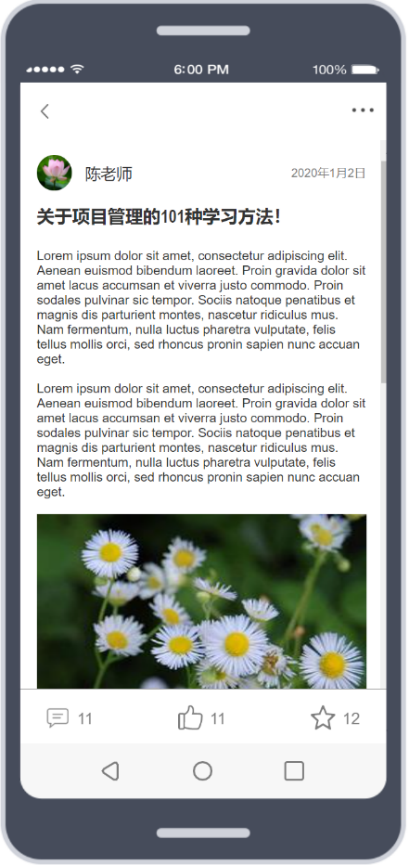 6:00 PM 100%
陈老师 2020年1月2日
关于项目管理的101种学习方法！
Lorem ipsum dolor sit amet, consectetur adipiscing elit.
Aenean euismod bibendum laoreet. Proin gravida dolor sit
amet lacus accumsan et viverra justo commodo. Proin
sodales pulvinar sic tempor. Sociis natoque penatibus et
magnis dis parturient montes, nascetur ridiculus mus.
Nam fermentum, nulla luctus pharetra vulputate, felis
tellus mollis orci, sed rhoncus pronin sapien nunc accuan
eget.
Lorem ipsum dolor sit amet, consectetur adipiscing elit.
Aenean euismod bibendum laoreet. Proin gravida dolor sit
amet lacus accumsan et viverra justo commodo. Proin
sodales pulvinar sic tempor. Sociis natoque penatibus et
magnis dis parturient montes, nascetur ridiculus mus.
Nam fermentum, nulla luctus pharetra vulputate, felis
tellus mollis orci, sed rhoncus pronin sapien nunc accuan
eget.
11 11 12